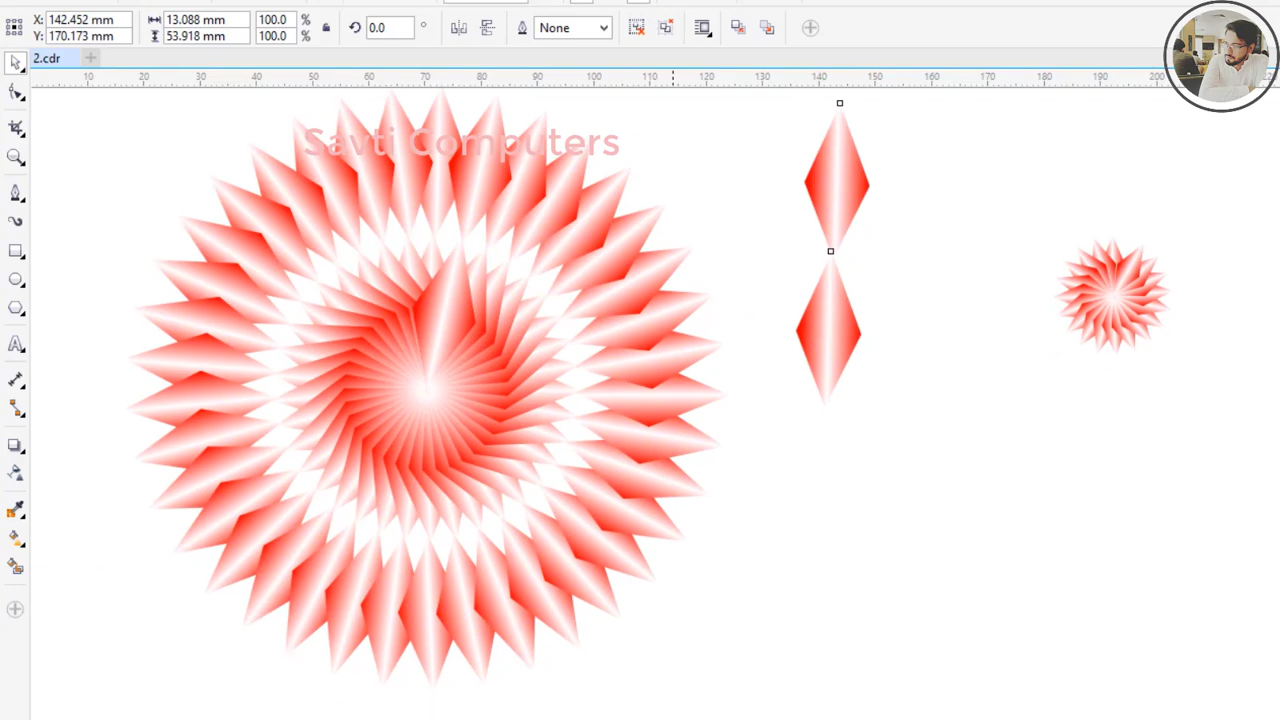 X: 142.452 mm 13.088 mm 100.0 % 0.0 ° None
Y: 170.173 mm 53.918 mm 100.0 %
2.cdr
10 20 30 40 50 60 70 80 90 100 110 120 130 140 150 160 170 180 190 200
Savti Computers